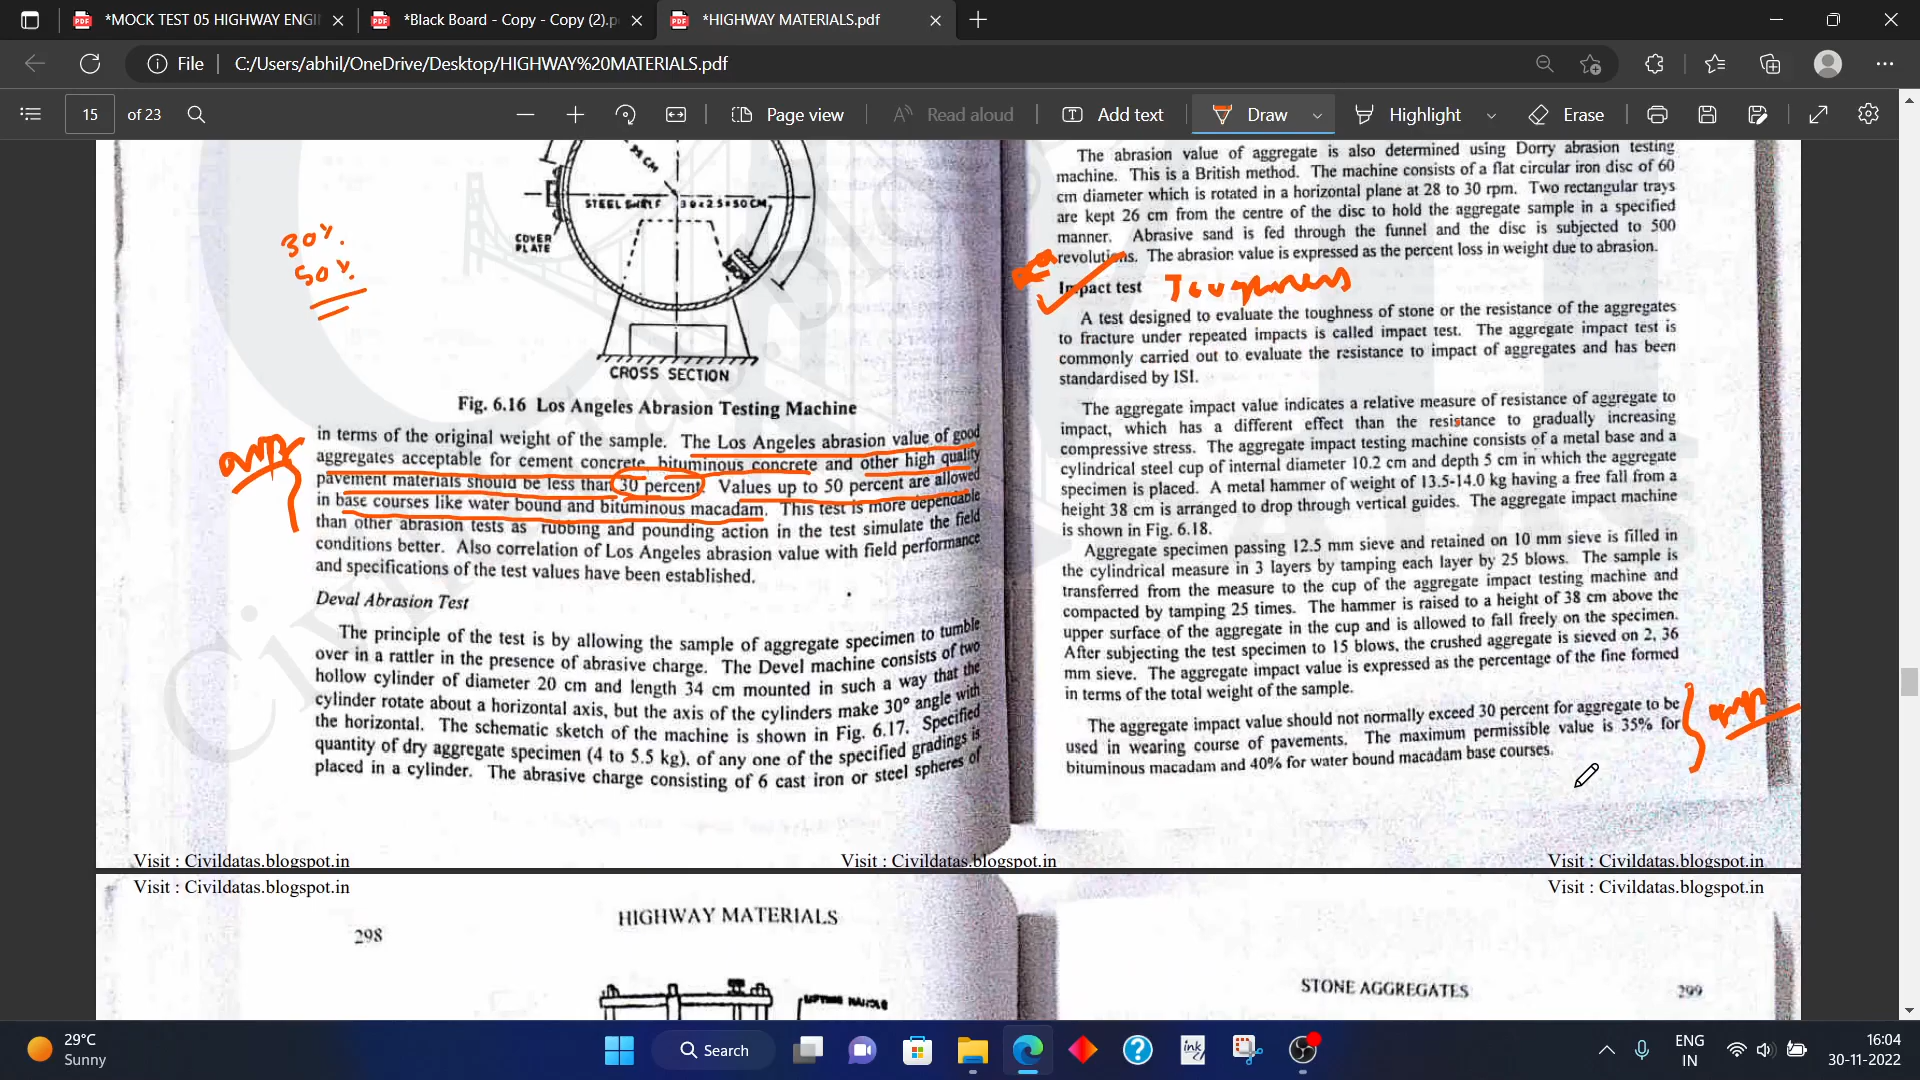 *MOCK TEST 05 HIGHWAY ENGI
*Black Board - Copy - Copy (2).p
*HIGHWAY MATERIALS.pdf
File
C:/Users/abhil/OneDrive/Desktop/HIGHWAY%20MATERIALS.pdf
15 of 23
Page view
Read aloud
Add text
Draw
Highlight
Erase
30%.
50%.
STEEL SHELF
COVER
PLATE
CROSS SECTION
Fig. 6.16 Los Angeles Abrasion Testing Machine
in terms of the original weight of the sample. The Los Angeles abrasion value of good
aggregates acceptable for cement concrete, bituminous concrete and other high quality
pavement materials should be less than 30 percent. Values up to 50 percent are allowed
in base courses like water bound and bituminous macadam. This test is more dependable
than other abrasion tests as rubbing and pounding action in the test simulate the field
conditions better. Also correlation of Los Angeles abrasion value with field performance
and specifications of the test values have been established.
Deval Abrasion Test
The principle of the test is by allowing the sample of aggregate specimen to tumble
over in a rattler in the presence of abrasive charge. The Devel machine consists of two
hollow cylinder of diameter 20 cm and length 34 cm mounted in such a way that the
cylinder rotate about a horizontal axis, but the axis of the cylinders make 30° angle with
the horizontal. The schematic sketch of the machine is shown in Fig. 6.17. Specified
quantity of dry aggregate specimen (4 to 5.5 kg), of any one of the specified gradings is
placed in a cylinder. The abrasive charge consisting of 6 cast iron or steel spheres of
The abrasion value of aggregate is also determined using Dorry abrasion testing
machine. This is a British method. The machine consists of a flat circular iron disc of 60
cm diameter which is rotated in a horizontal plane at 28 to 30 rpm. Two rectangular trays
are kept 26 cm from the centre of the disc to hold the aggregate sample in a specified
manner. Abrasive sand is fed through the funnel and the disc is subjected to 500
revolutions. The abrasion value is expressed as the percent loss in weight due to abrasion.
Impact test Toughness
A test designed to evaluate the toughness of stone or the resistance of the aggregates
to fracture under repeated impacts is called impact test. The aggregate impact test is
commonly carried out to evaluate the resistance to impact of aggregates and has been
standardised by ISI.
The aggregate impact value indicates a relative measure of resistance of aggregate to
impact, which has a different effect than the resistance to gradually increasing
compressive stress. The aggregate impact testing machine consists of a metal base and a
cylindrical steel cup of internal diameter 10.2 cm and depth 5 cm in which the aggregate
specimen is placed. A metal hammer of weight of 13.5-14.0 kg having a free fall from a
height 38 cm is arranged to drop through vertical guides. The aggregate impact machine
is shown in Fig. 6.18.
Aggregate specimen passing 12.5 mm sieve and retained on 10 mm sieve is filled in
the cylindrical measure in 3 layers by tamping each layer by 25 blows. The sample is
transferred from the measure to the cup of the aggregate impact testing machine and
compacted by tamping 25 times. The hammer is raised to a height of 38 cm above the
upper surface of the aggregate in the cup and is allowed to fall freely on the specimen.
After subjecting the test specimen to 15 blows, the crushed aggregate is sieved on 2, 36
mm sieve. The aggregate impact value is expressed as the percentage of the fine formed
in terms of the total weight of the sample.
The aggregate impact value should not normally exceed 30 percent for aggregate to be
used in wearing course of pavements. The maximum permissible value is 35% for
bituminous macadam and 40% for water bound macadam base courses.
Visit : Civildatas.blogspot.in
Visit : Civildatas.blogspot.in
Visit : Civildatas.blogspot.in
Visit : Civildatas.blogspot.in
Visit : Civildatas.blogspot.in
HIGHWAY MATERIALS
298
LIFTING HANDLE
STONE AGGREGATES
299
29°C
Sunny
Search
ink
ENG
IN
16:04
30-11-2022